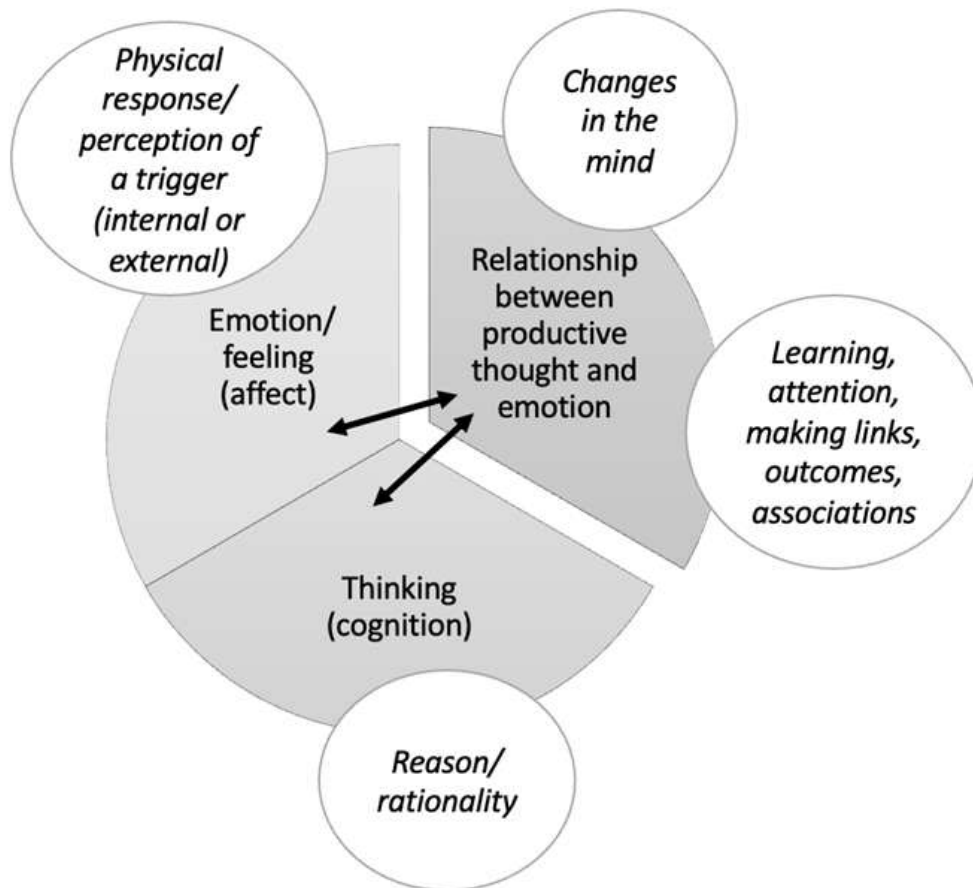 Physical
response/
perception of
a trigger
(internal or
external)
Changes
in the
mind
Emotion/
feeling
(affect)
Relationship
between
productive
thought and
emotion
Learning,
attention,
making links,
outcomes,
associations
Thinking
(cognition)
Reason/
rationality